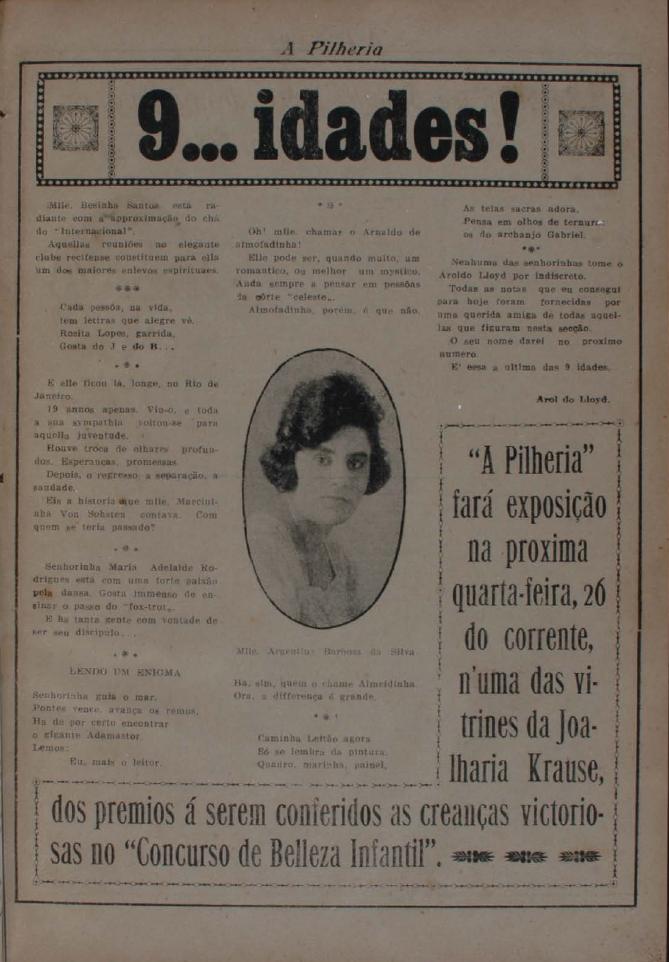 A Pilheria
9... idades!
Mlle. Besinha Santos está ra-
diante com a approximação do chá
do "Internacional".
Aquellas reuniões no elegante
clube recifense constituem para ella
um dos maiores enlevos espirituaes.
***
Cada pessôa, na vida,
tem letras que alegre vê.
Rosita Lopes, garrida,
Gosta do J e do B...
E elle ficou lá, longe, no Rio de
Janeiro.
19 annos apenas. Viu-o, e toda
a sua sympathia voltou-se para
aquella juventude.
Houve troca de olhares profun-
dos. Esperanças, promessas.
Depois, o regresso, a separação, a
saudade.
Eis a historia que mlle. Marcini-
nha Von Sohsten contava. Com
quem se teria passado?
Senhorinha Maria Adelaide Ro-
drigues está com uma forte paixão
pela dansa. Gosta immenso de en-
sinar o passo do "fox-trot„.
E ha tanta gente com vontade de
ser seu discipulo...
LENDO UM ENIGMA
Senhorinha guia o mar.
Pontes vence, avança os remos,
Ha de por certo encontrar
o gigante Adamastor.
Lemos:
Eu, mais o leitor.
Oh! mlle. chamar o Arnaldo de
almofadinha!
Elle pode ser, quando muito, um
romantico, ou melhor um mystico.
Anda sempre a pensar em pessôas
da côrte "celeste„.
Almofadinha, porém, é que não.
Mlle. Argentina Barbosa da Silva
Ha, sim, quem o chame Almeidinha.
Ora, a differença é grande.
Caminha Leitão agora
Só se lembra da pintura.
Quadro, marinha, painel,
As telas sacras adora.
Pensa em olhos de ternura:
os do archanjo Gabriel.
Nenhuma das senhorinhas tome o
Aroldo Lloyd por indiscreto.
Todas as notas que eu consegui
para hoje foram fornecidas por
uma querida amiga de todas aquel-
las que figuram nesta secção.
O seu nome darei no proximo
numero.
E' essa a ultima das 9 idades.
Arol do Lloyd.
"A Pilheria"
fará exposição
na proxima
quarta-feira, 26
do corrente,
n'uma das vi-
trines da Joa-
lharia Krause,
dos premios á serem conferidos as creanças victorio-
sas no "Concurso de Belleza Infantil".